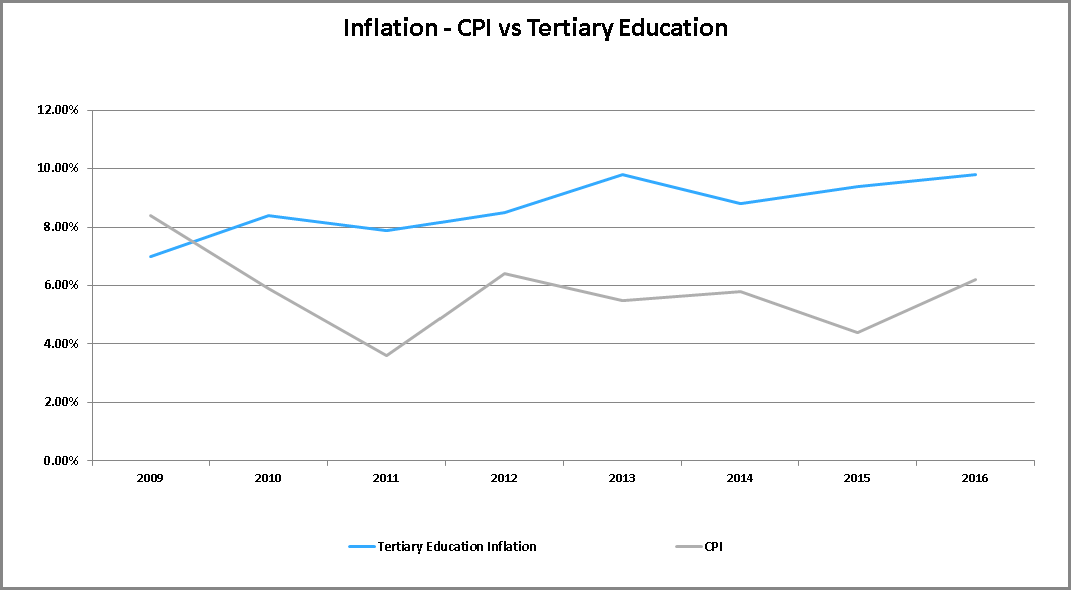 Inflation - CPI vs Tertiary Education
12.00%
10.00%
8.00%
6.00%
4.00%
2.00%
0.00%
2009 2010 2011 2012 2013 2014 2015 2016
Tertiary Education Inflation CPI